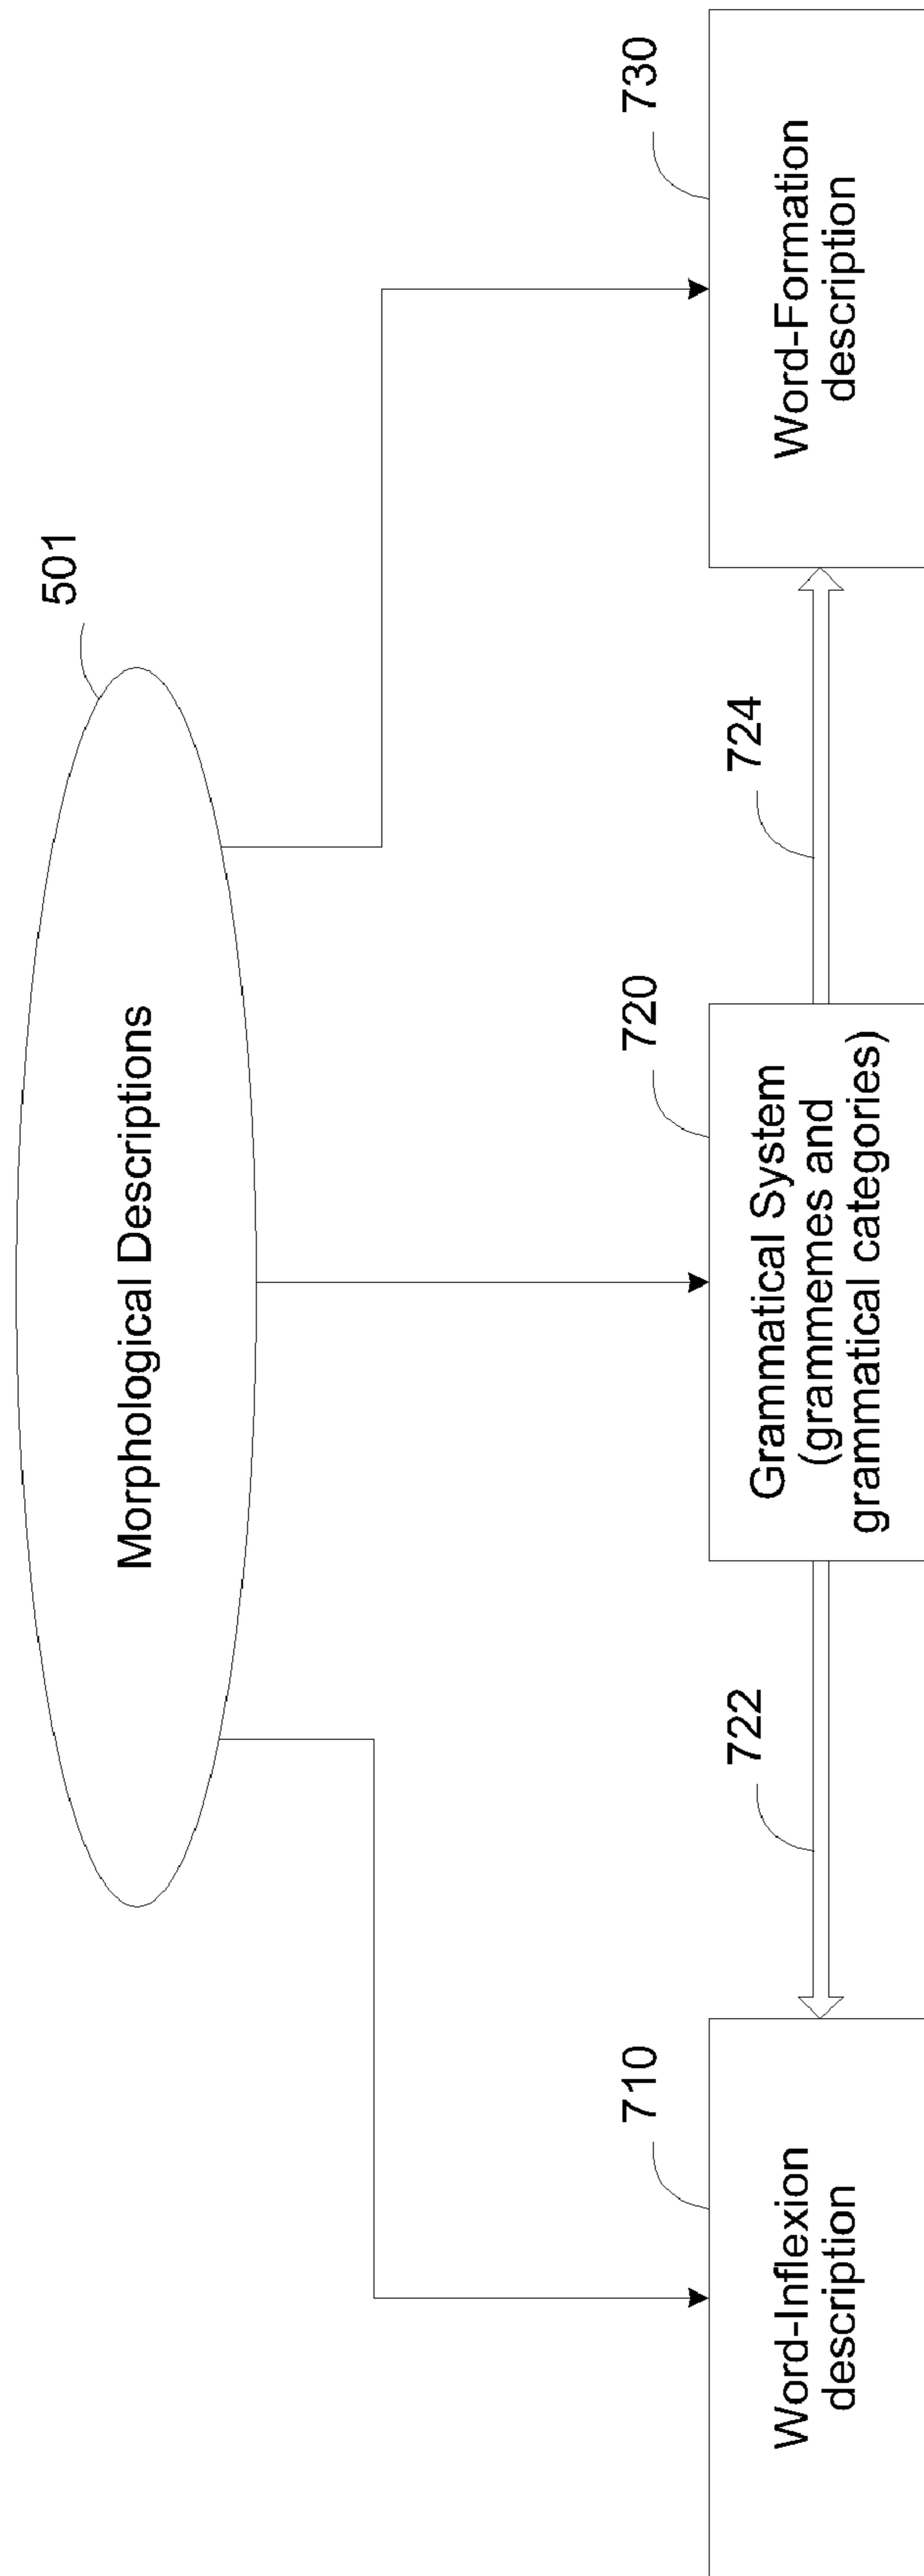 501
Morphological Descriptions
710
720
730
722
724
Word-Inflexion
description
Grammatical System
(grammemes and
grammatical categories)
Word-Formation
description